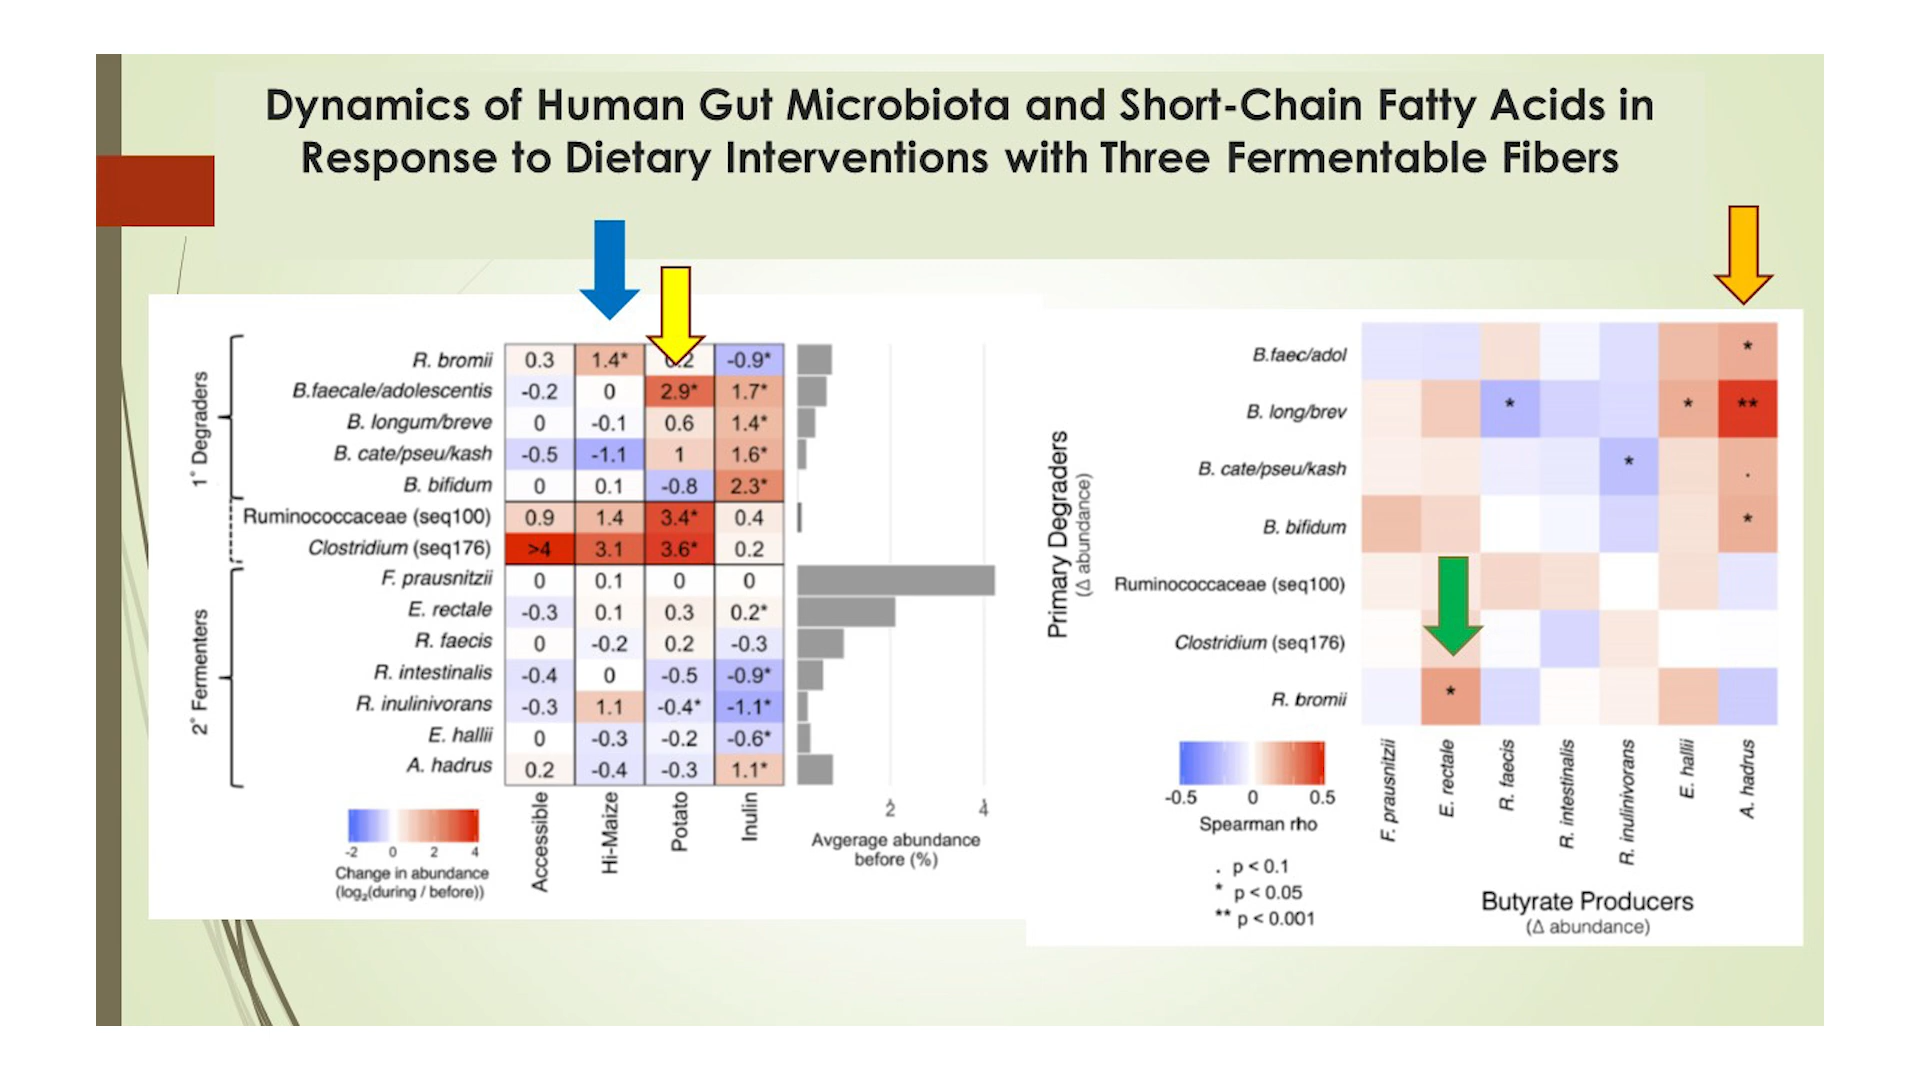 Dynamics of Human Gut Microbiota and Short-Chain Fatty Acids in
Response to Dietary Interventions with Three Fermentable Fibers
1° Degraders
2° Fermenters
R. bromii 0.3 1.4* -0.9*
B.faecale/adolescentis -0.2 0 2.9* 1.7*
B. longum/breve 0 -0.1 0.6 1.4*
B. cate/pseu/kash -0.5 -1.1 1 1.6*
B. bifidum 0 0.1 -0.8 2.3*
Ruminococcaceae (seq100) 0.9 1.4 3.4* 0.4
Clostridium (seq176) >4 3.1 3.6* 0.2
F. prausnitzii 0 0.1 0 0
E. rectale -0.3 0.1 0.3 0.2*
R. faecis 0 -0.2 0.2 -0.3
R. intestinalis -0.4 0 -0.5 -0.9*
R. inulinivorans -0.3 1.1 -0.4* -1.1*
E. hallii 0 -0.3 -0.2 -0.6*
A. hadrus 0.2 -0.4 -0.3 1.1*
Accessible Hi-Maize Potato Inulin
-2 0 2 4
Change in abundance
(log2(during / before))
2 4
Avgerage abundance
before (%)
Primary Degraders
(Δ abundance)
B.faec/adol *
B. long/brev * * **
B. cate/pseu/kash * .
B. bifidum *
Ruminococcaceae (seq100)
Clostridium (seq176)
R. bromii *
F. prausnitzii E. rectale R. faecis R. intestinalis R. inulinivorans E. hallii A. hadrus
-0.5 0 0.5
Spearman rho
. p < 0.1
* p < 0.05
** p < 0.001
Butyrate Producers
(Δ abundance)